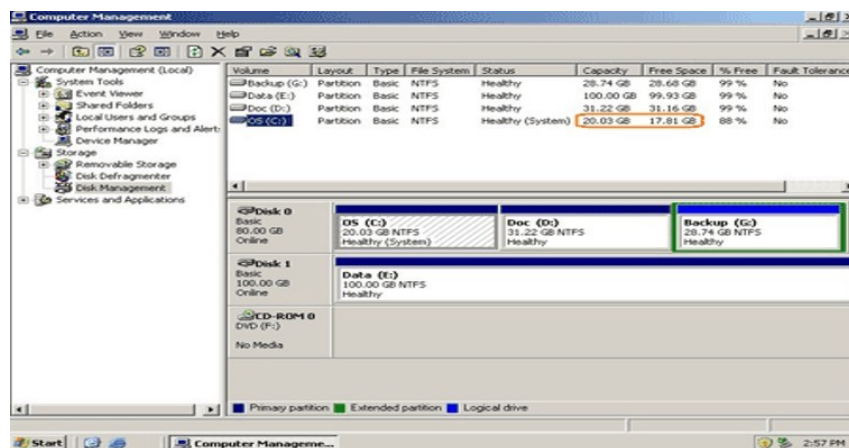 Computer Management
File Action View Window Help
Computer Management (Local)
System Tools
Event Viewer
Shared Folders
Local Users and Groups
Performance Logs and Alert:
Device Manager
Storage
Removable Storage
Disk Defragmenter
Disk Management
Services and Applications
Volume Layout Type File System Status Capacity Free Space % Free Fault Tolerance
Backup (G:) Partition Basic NTFS Healthy 28.74 GB 28.68 GB 99 % No
Data (E:) Partition Basic NTFS Healthy 100.00 GB 99.93 GB 99 % No
Doc (D:) Partition Basic NTFS Healthy 31.22 GB 31.16 GB 99 % No
OS (C:) Partition Basic NTFS Healthy (System) 20.03 GB 17.81 GB 88 % No
Disk 0
Basic
80.00 GB
Online
OS (C:)
20.03 GB NTFS
Healthy (System)
Doc (D:)
31.22 GB NTFS
Healthy
Backup (G:)
28.74 GB NTFS
Healthy
Disk 1
Basic
100.00 GB
Online
Data (E:)
100.00 GB NTFS
Healthy
CD-ROM 0
DVD (F:)
No Media
Primary partition Extended partition Logical drive
Start Computer Manageme... 2:57 PM